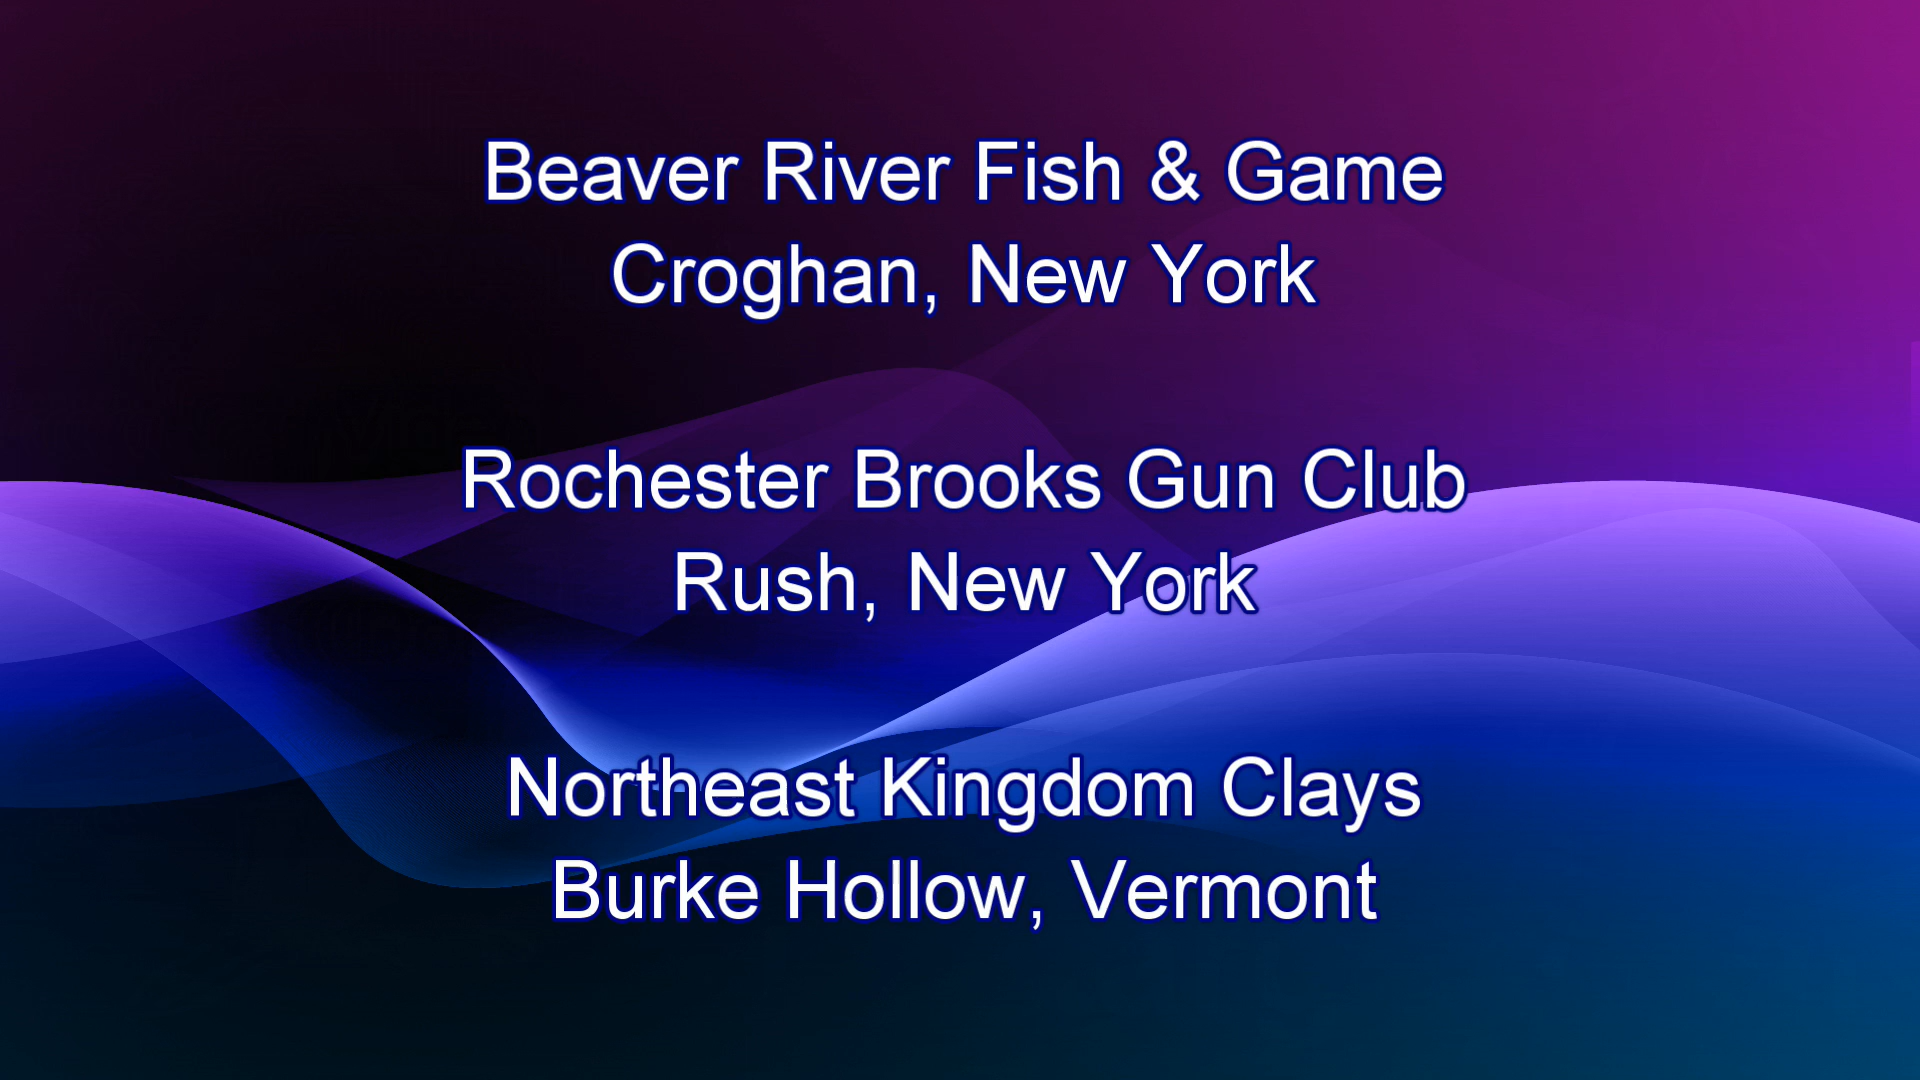 Beaver River Fish & Game
Croghan, New York
Rochester Brooks Gun Club
Rush, New York
Northeast Kingdom Clays
Burke Hollow, Vermont